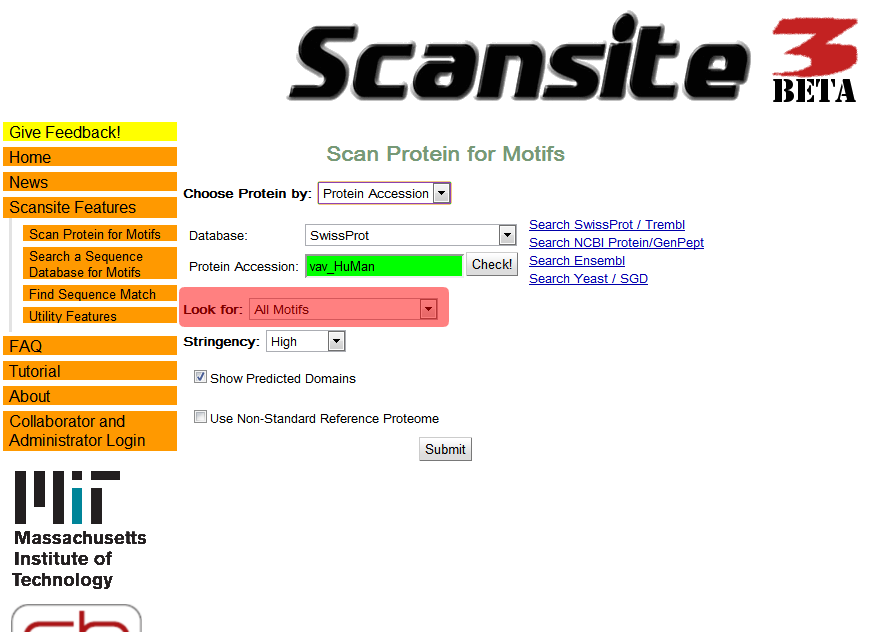 Scansite 3
BETA
Give Feedback!
Home
News
Scansite Features
Scan Protein for Motifs
Search a Sequence
Database for Motifs
Find Sequence Match
Utility Features
FAQ
Tutorial
About
Collaborator and
Administrator Login
MIT
Massachusetts
Institute of
Technology
Scan Protein for Motifs
Choose Protein by: Protein Accession
Database: SwissProt
Protein Accession: vav_HuMan Check!
Search SwissProt / Trembl
Search NCBI Protein/GenPept
Search Ensembl
Search Yeast / SGD
Look for: All Motifs
Stringency: High
Show Predicted Domains
Use Non-Standard Reference Proteome
Submit